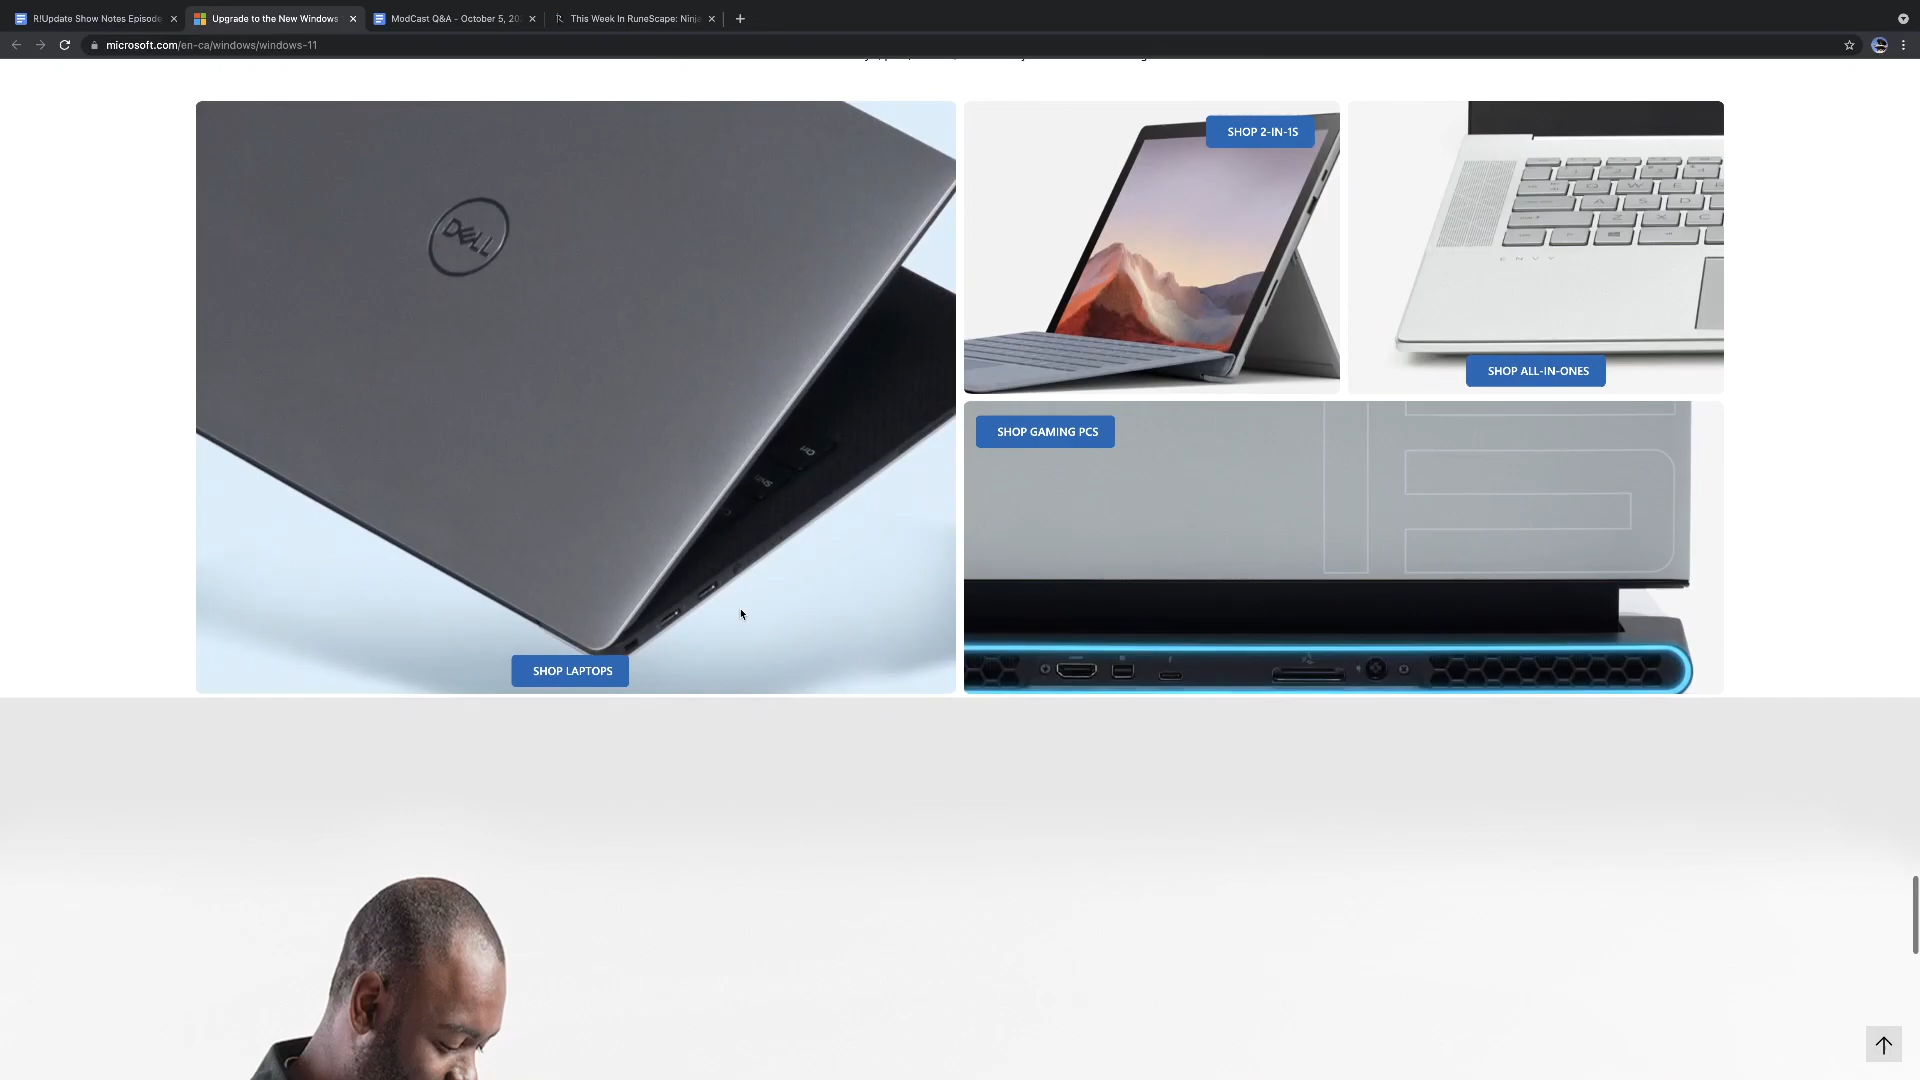 R!Update Show Notes Episode
Upgrade to the New Windows
ModCast Q&A - October 5, 202
This Week In RuneScape: Ninja
microsoft.com/en-ca/windows/windows-11
DELL
SHOP 2-IN-1S
ENVY
SHOP ALL-IN-ONES
SHOP GAMING PCS
SHOP LAPTOPS